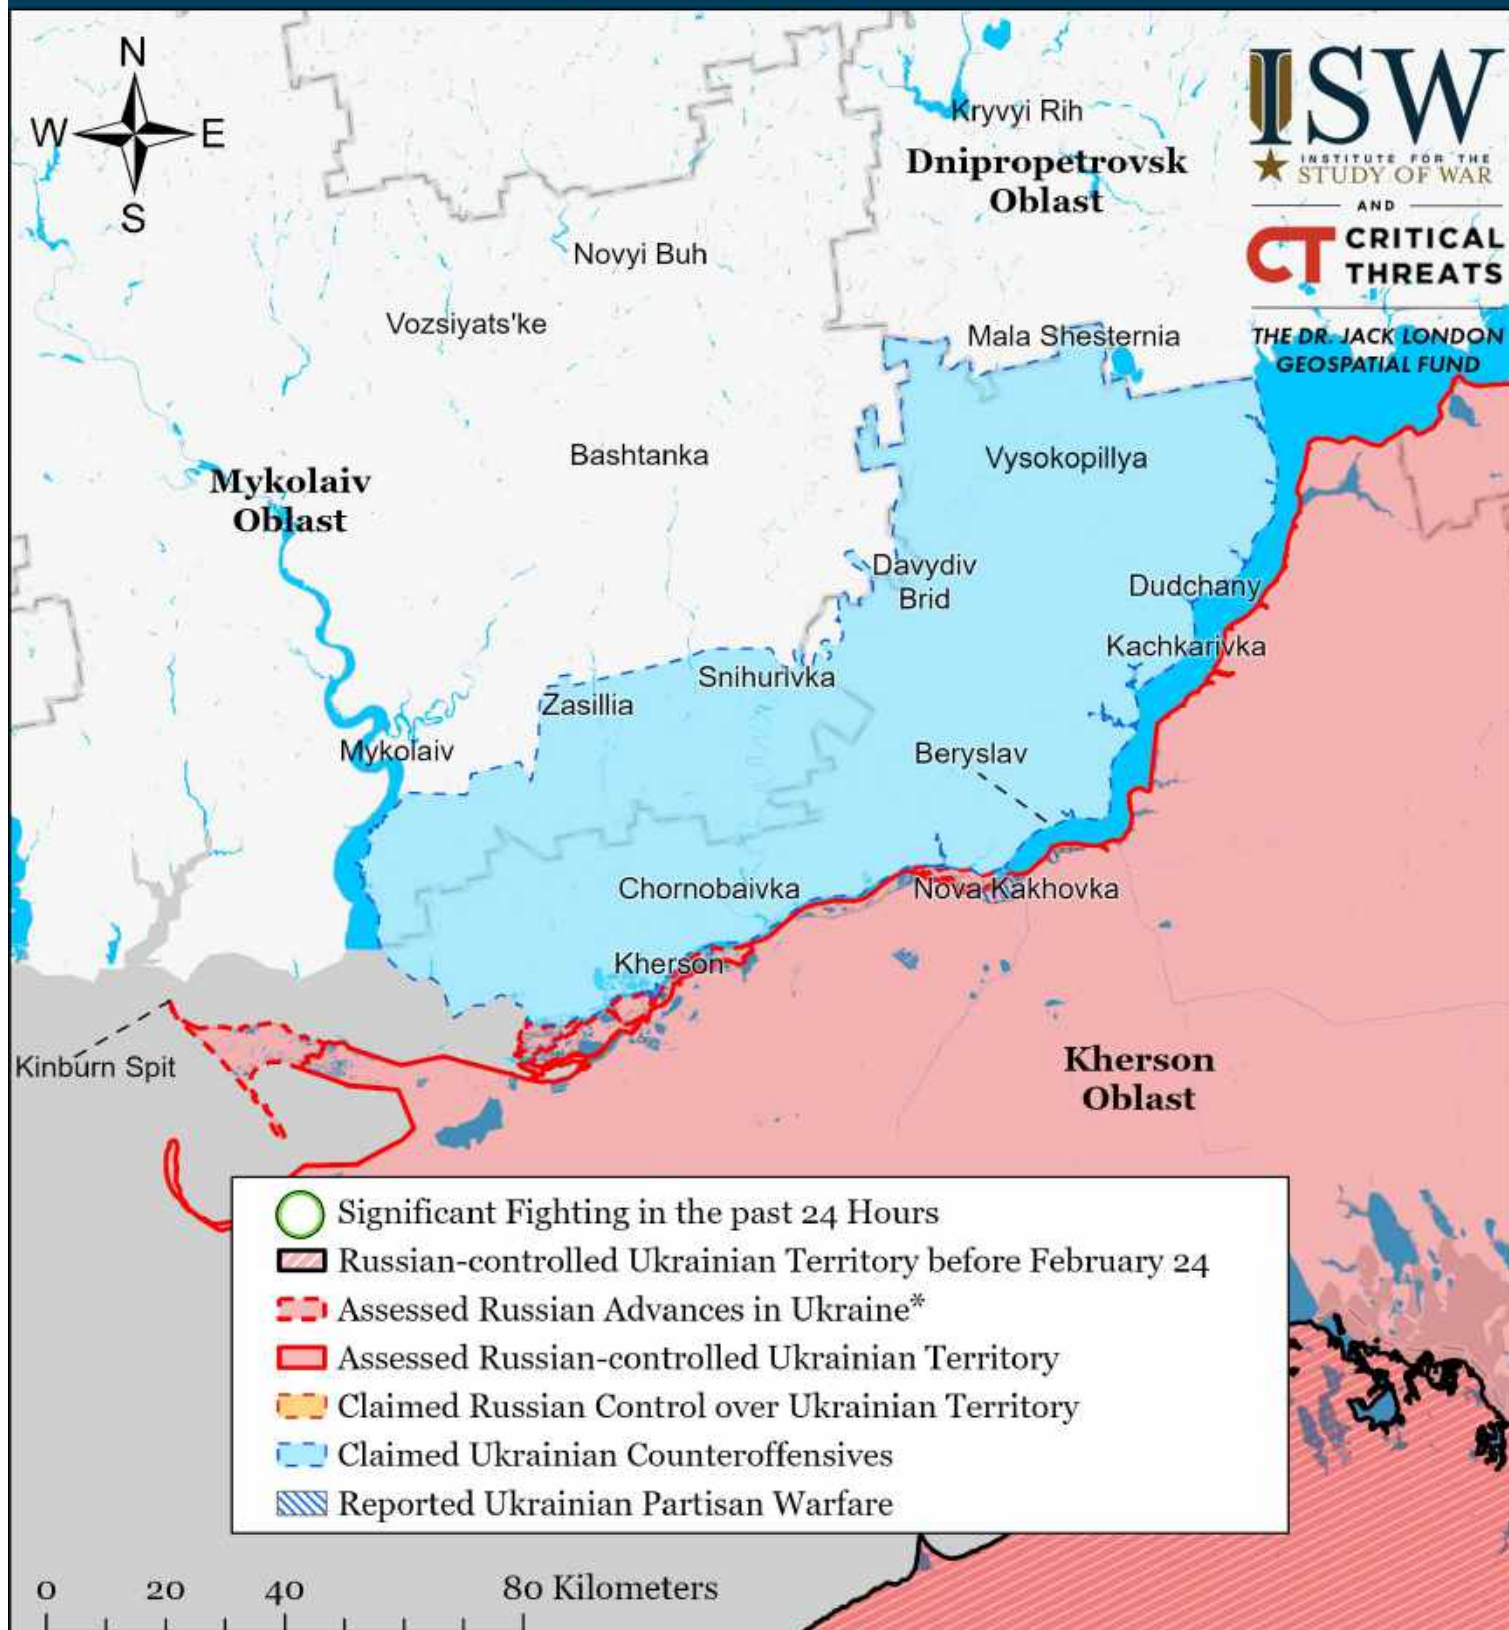 N
W E
S
ISW
INSTITUTE FOR THE
STUDY OF WAR
AND
CT CRITICAL
THREATS
THE DR. JACK LONDON
GEOSPATIAL FUND
Kryvyi Rih
Dnipropetrovsk
Oblast
Novyi Buh
Vozsiyats'ke
Mala Shesternia
Bashtanka
Vysokopillya
Mykolaiv
Oblast
Davydiv
Brid
Dudchany
Kachkarivka
Snihurivka
Zasillia
Mykolaiv
Beryslav
Chornobaivka
Nova Kakhovka
Kherson
Kinburn Spit
Kherson
Oblast
Significant Fighting in the past 24 Hours
Russian-controlled Ukrainian Territory before February 24
Assessed Russian Advances in Ukraine*
Assessed Russian-controlled Ukrainian Territory
Claimed Russian Control over Ukrainian Territory
Claimed Ukrainian Counteroffensives
Reported Ukrainian Partisan Warfare
0 20 40 80 Kilometers